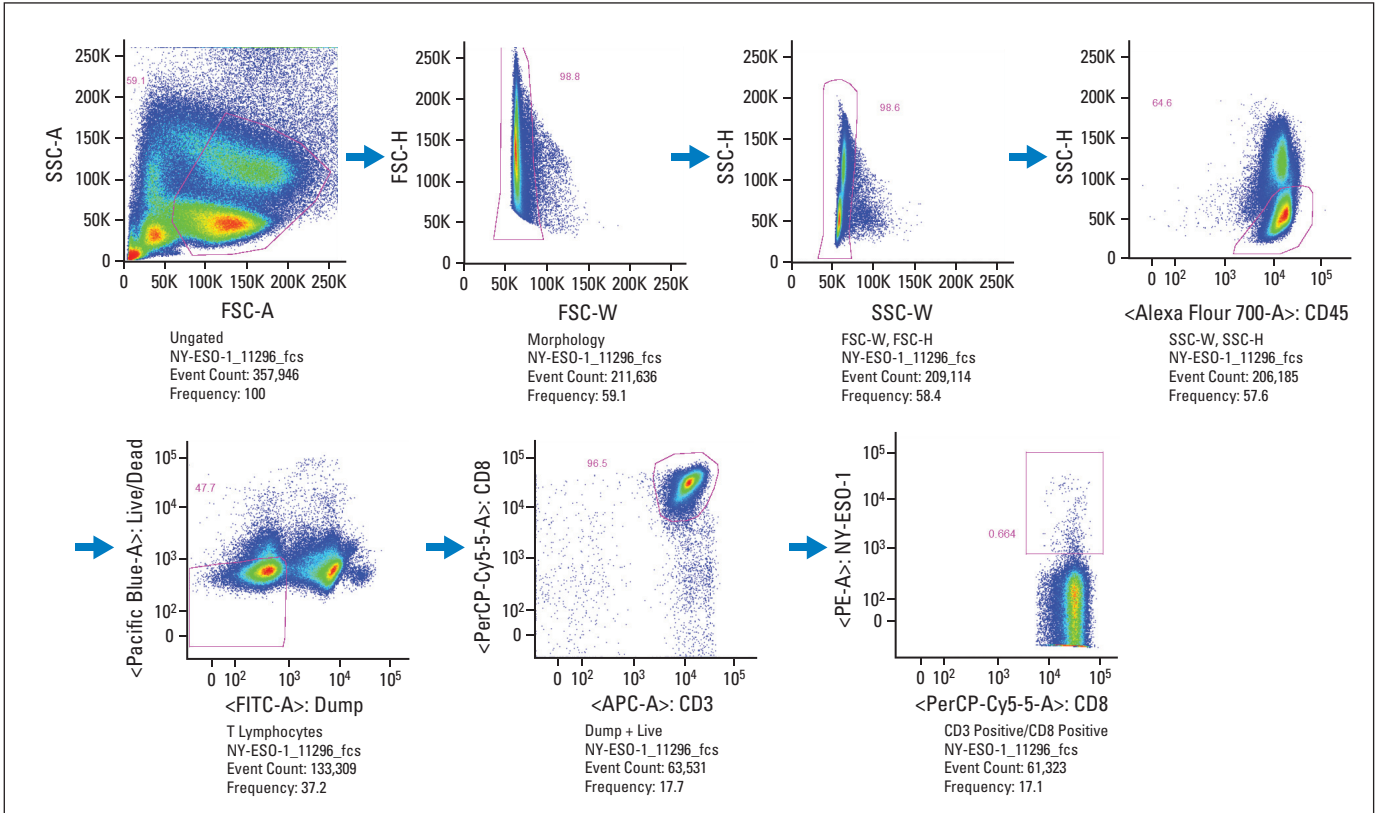 250K
200K
150K
100K
50K
0
SSC-A
59.1
0 50K 100K 150K 200K 250K
FSC-A
Ungated
NY-ESO-1_11296_fcs
Event Count: 357,946
Frequency: 100
250K
200K
150K
100K
50K
0
FSC-H
98.8
0 50K 100K 150K 200K 250K
FSC-W
Morphology
NY-ESO-1_11296_fcs
Event Count: 211,636
Frequency: 59.1
250K
200K
150K
100K
50K
0
SSC-H
98.6
0 50K 100K 150K 200K 250K
SSC-W
FSC-W, FSC-H
NY-ESO-1_11296_fcs
Event Count: 209,114
Frequency: 58.4
250K
200K
150K
100K
50K
0
SSC-H
64.6
0 10² 10³ 10⁴ 10⁵
<Alexa Flour 700-A>: CD45
SSC-W, SSC-H
NY-ESO-1_11296_fcs
Event Count: 206,185
Frequency: 57.6
10⁵
10⁴
10³
10²
0
<Pacific Blue-A>: Live/Dead
47.7
0 10² 10³ 10⁴ 10⁵
<FITC-A>: Dump
T Lymphocytes
NY-ESO-1_11296_fcs
Event Count: 133,309
Frequency: 37.2
10⁵
10⁴
10³
10²
0
<PerCP-Cy5-5-A>: CD8
96.5
0 10² 10³ 10⁴ 10⁵
<APC-A>: CD3
Dump + Live
NY-ESO-1_11296_fcs
Event Count: 63,531
Frequency: 17.7
10⁵
10⁴
10³
10²
0
<PE-A>: NY-ESO-1
0.664
0 10² 10³ 10⁴ 10⁵
<PerCP-Cy5-5-A>: CD8
CD3 Positive/CD8 Positive
NY-ESO-1_11296_fcs
Event Count: 61,323
Frequency: 17.1